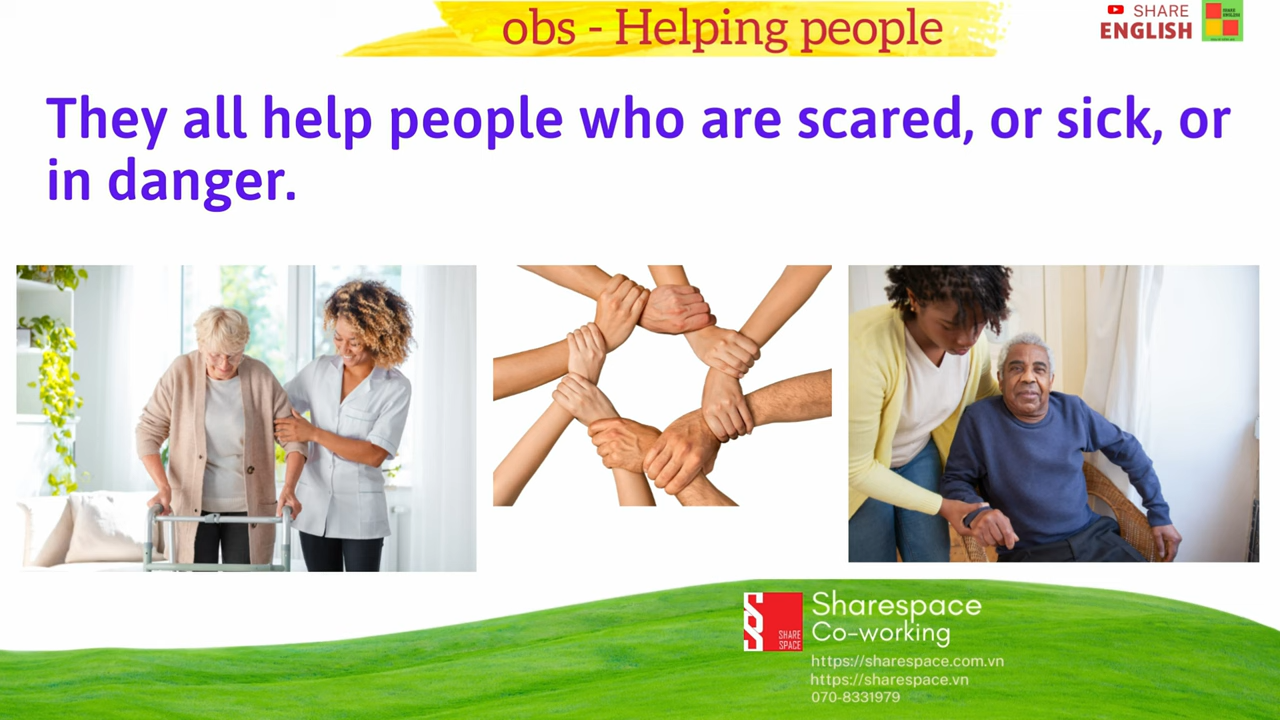 obs - Helping people
SHARE
ENGLISH
They all help people who are scared, or sick, or
in danger.
Sharespace
Co-working
SHARE
SPACE
https://sharespace.com.vn
https://sharespace.vn
070-8331979